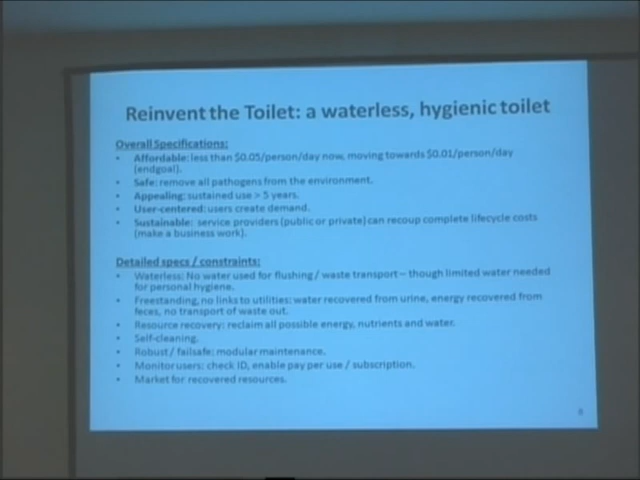 Reinvent the Toilet: a waterless, hygienic toilet
Overall Specifications:
• Affordable: less than $0.05/person/day now, moving towards $0.01/person/day
(endgoal).
• Safe: remove all pathogens from the environment.
• Appealing: sustained use > 5 years.
• User-centered: users create demand.
• Sustainable: service providers (public or private) can recoup complete lifecycle costs
(make a business work).
Detailed specs / constraints:
• Waterless: No water used for flushing / waste transport – though limited water needed
for personal hygiene.
• Freestanding, no links to utilities: water recovered from urine, energy recovered from
feces, no transport of waste out.
• Resource recovery: reclaim all possible energy, nutrients and water.
• Self-cleaning.
• Robust / failsafe: modular maintenance.
• Monitor users: check ID, enable pay per use / subscription.
• Market for recovered resources.